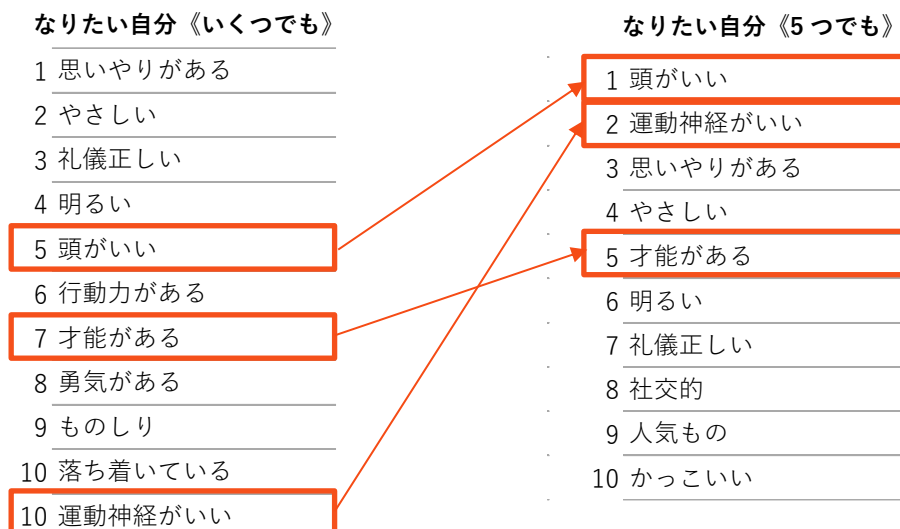 なりたい自分《いくつでも》
1 思いやりがある
2 やさしい
3 礼儀正しい
4 明るい
5 頭がいい
6 行動力がある
7 才能がある
8 勇気がある
9 ものしり
10 落ち着いている
10 運動神経がいい
なりたい自分《5 つでも》
1 頭がいい
2 運動神経がいい
3 思いやりがある
4 やさしい
5 才能がある
6 明るい
7 礼儀正しい
8 社交的
9 人気もの
10 かっこいい